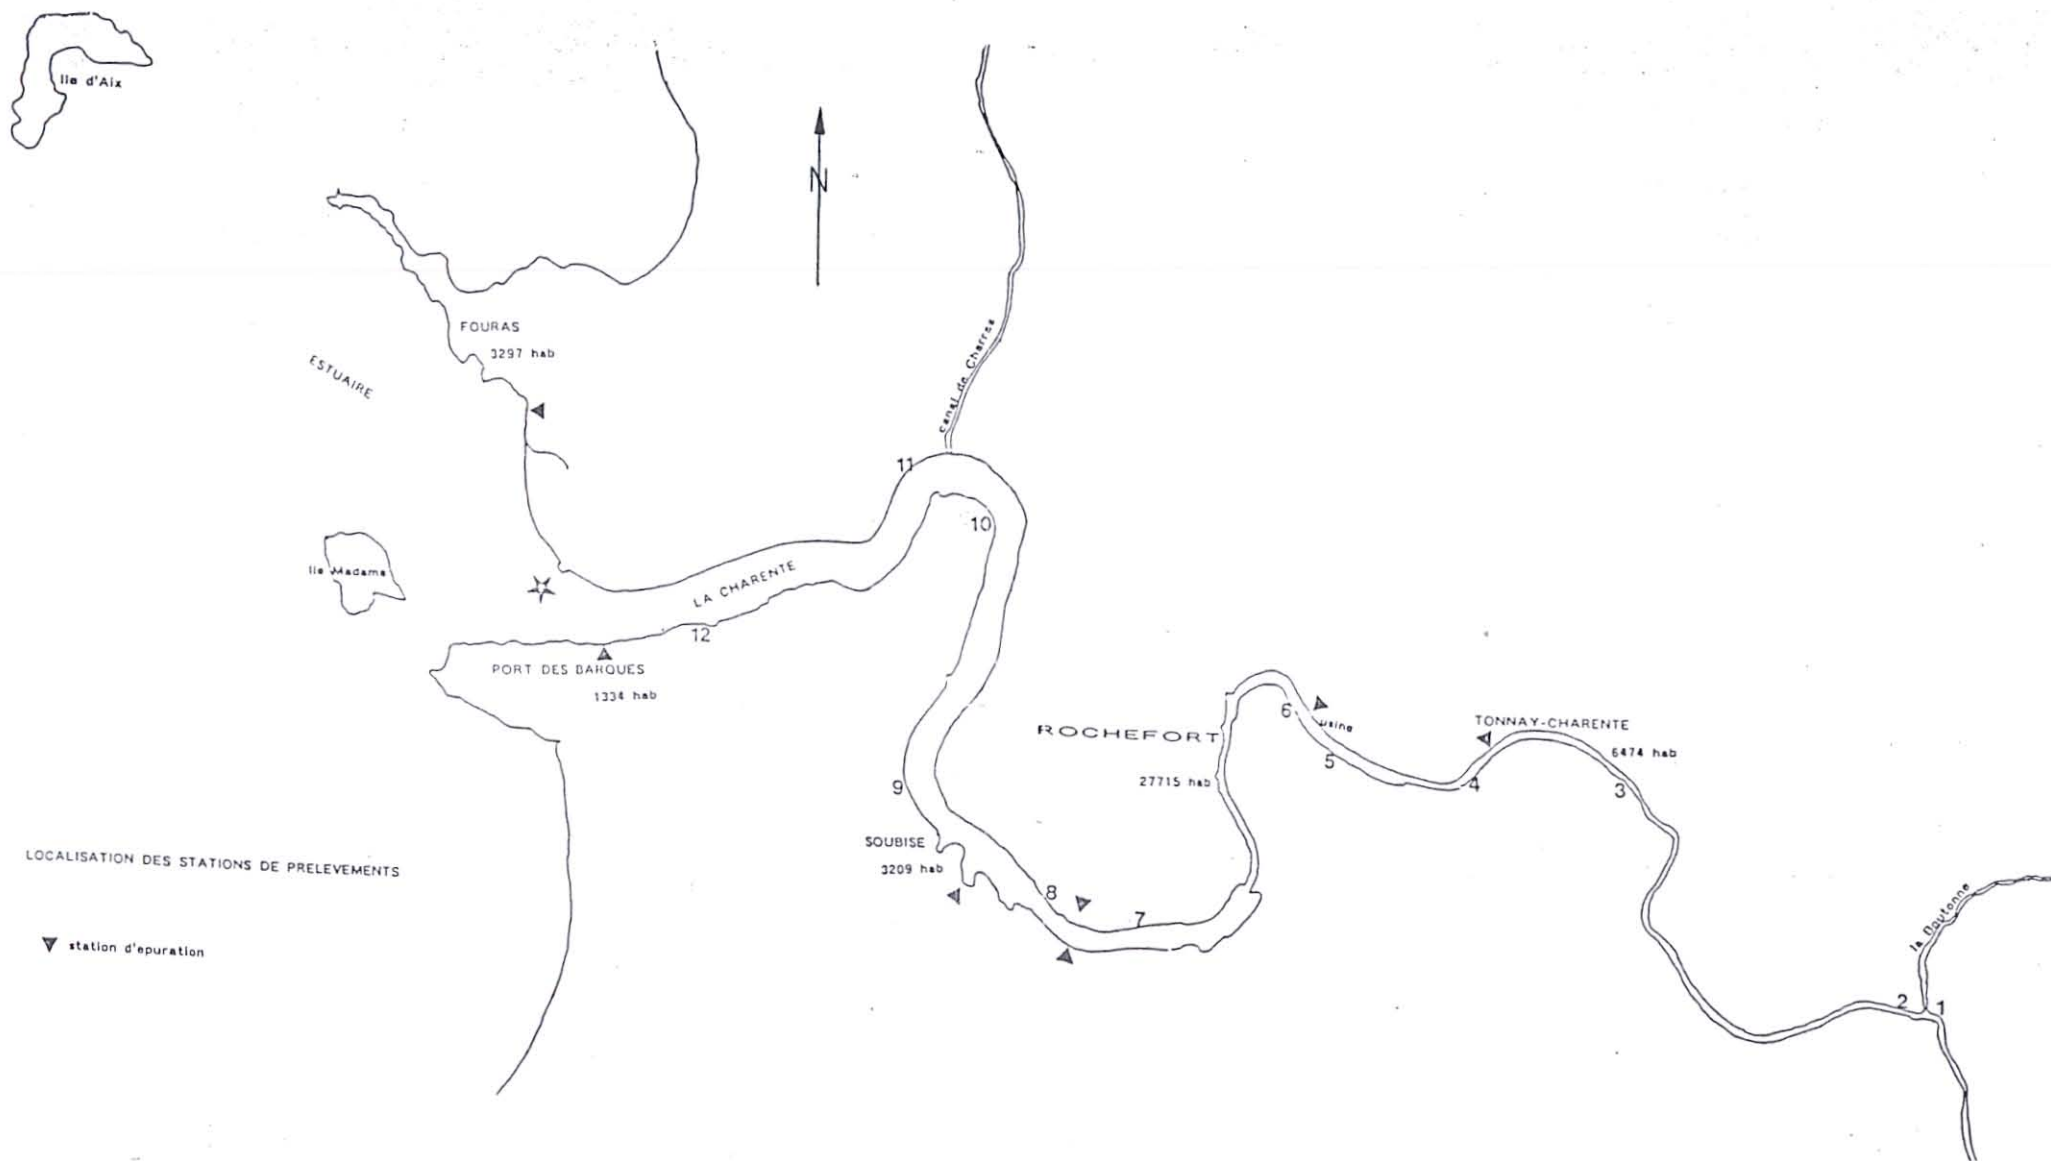 Ile d'Aix
N
FOURAS
3297 hab
ESTUAIRE
canal de Charras
11
10
Ile Madame
LA CHARENTE
12
PORT DES BARQUES
1334 hab
ROCHEFORT
27715 hab
6
usine
5
TONNAY-CHARENTE
6474 hab
4
3
9
SOUBISE
3209 hab
8
7
LOCALISATION DES STATIONS DE PRELEVEMENTS
station d'epuration
la Boutonne
2
1